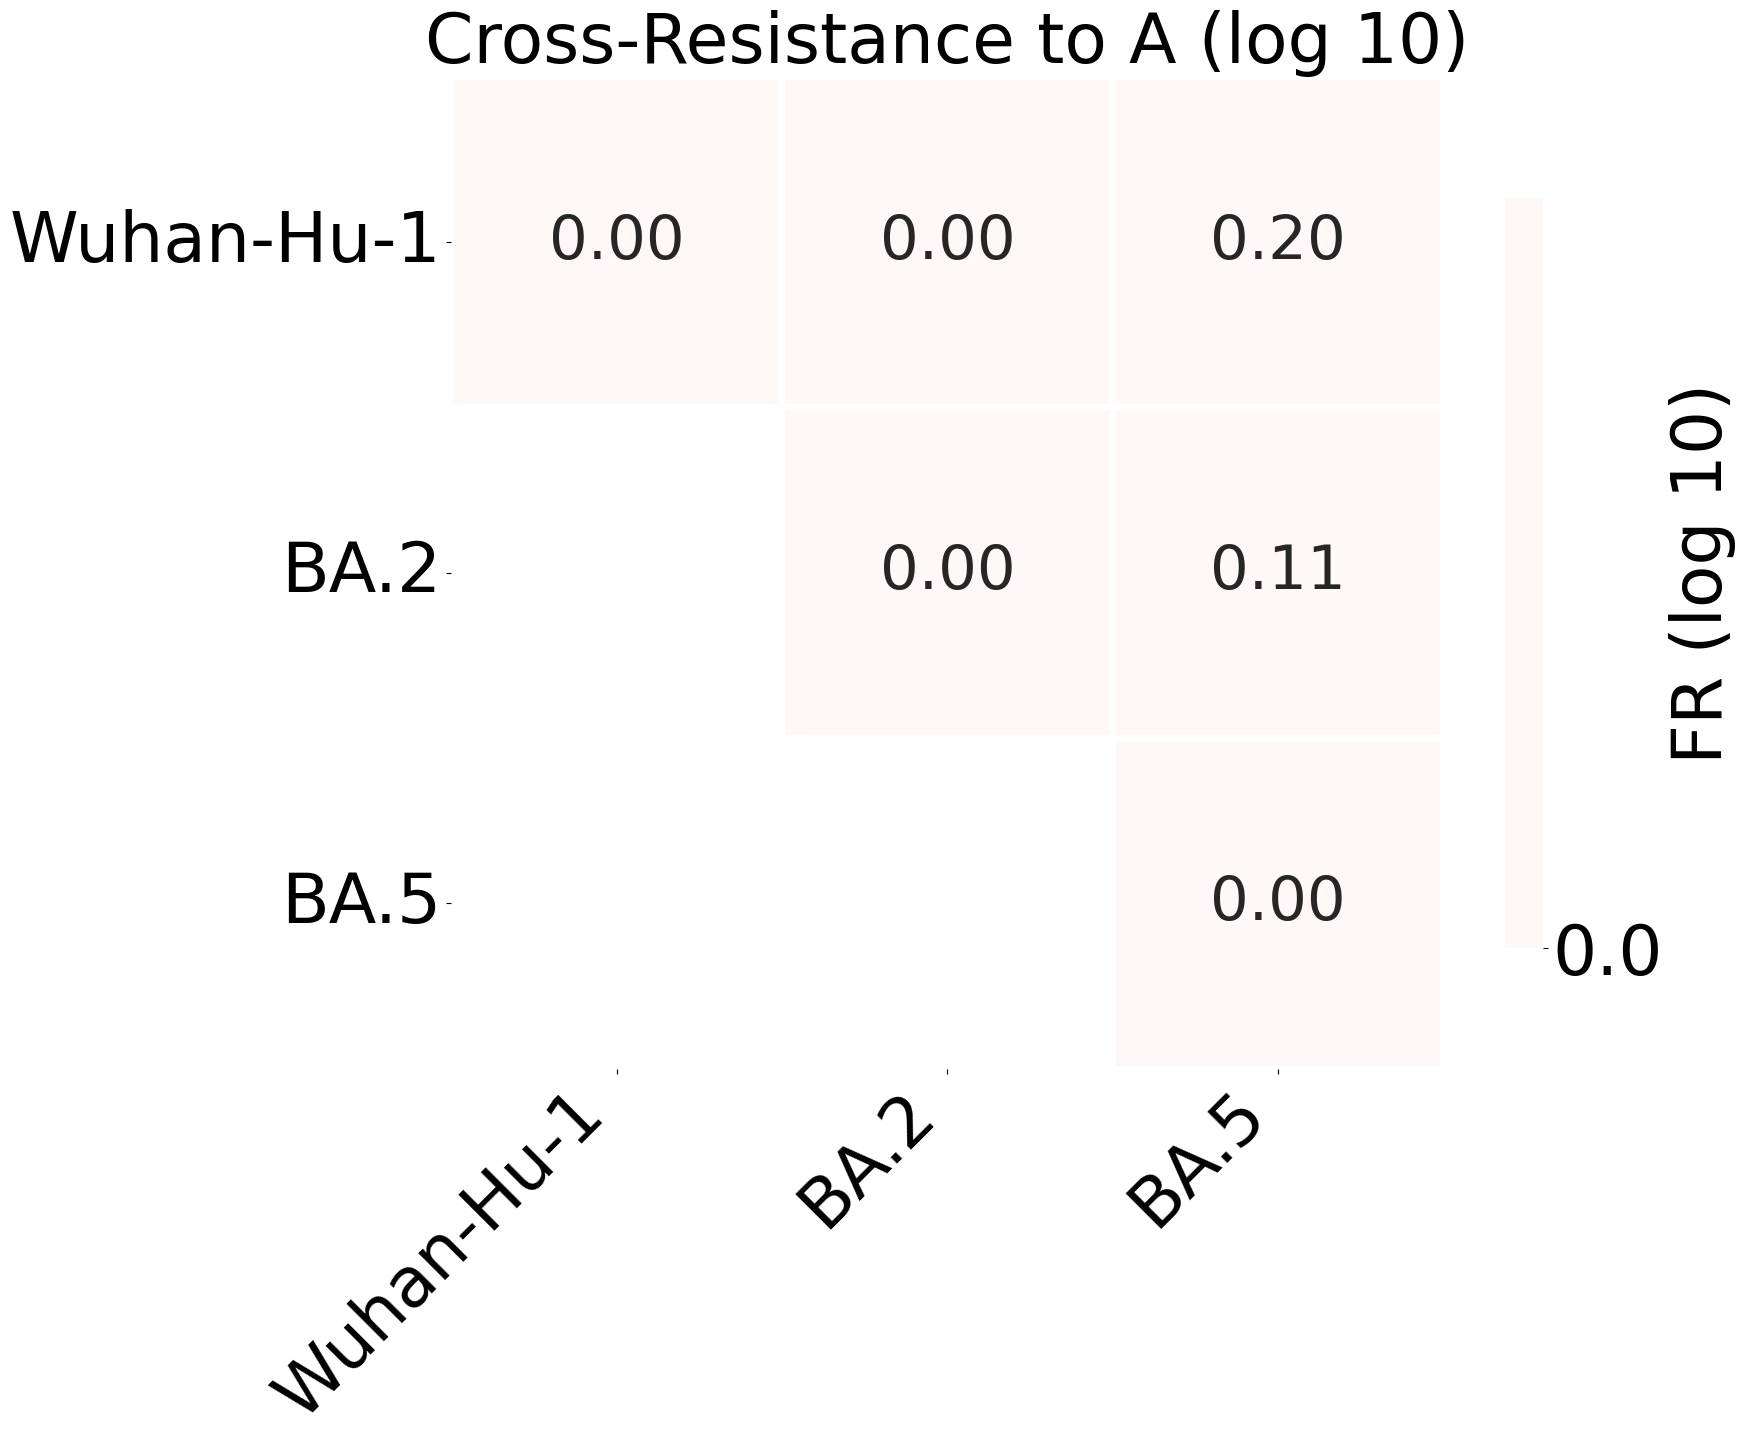 Cross-Resistance to A (log 10)
Wuhan-Hu-1 0.00 0.00 0.20
BA.2 0.00 0.11
BA.5 0.00
Wuhan-Hu-1 BA.2 BA.5
0.0
FR (log 10)